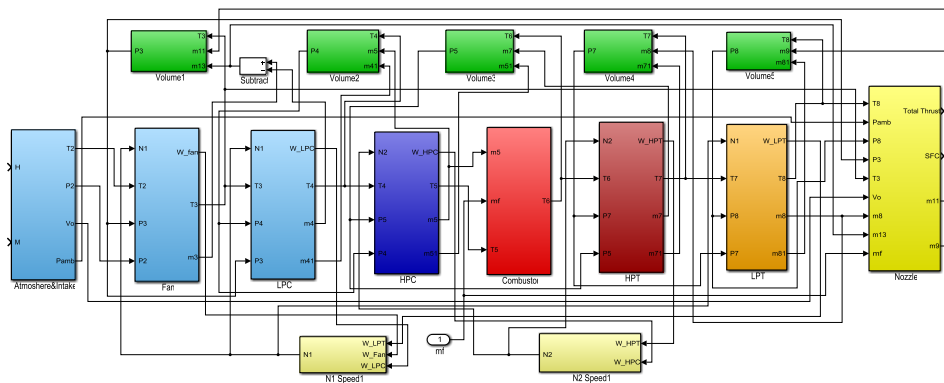 P3
T3
m11
m13
Volume1
Subtract
P4
T4
m5
m41
Volume2
P5
T6
m7
m51
Volume3
P7
T7
m8
m71
Volume4
P8
T8
m9
m81
Volume5
H
M
T2
P2
Vo
Pamb
Atmoshere&Intake
N1
T2
P3
P2
W_fan
T3
m3
Fan
N1
T3
P4
P3
W_LPC
T4
m4
m41
LPC
N2
T4
P5
P4
W_HPC
T5
m5
m51
HPC
m5
mf
T5
T6
Combustor
N2
T6
P7
P5
W_HPT
T7
m7
m71
HPT
N1
T7
P8
P7
W_LPT
T8
m8
m81
LPT
T8
Pamb
P8
P3
T3
Vo
m8
m13
mf
Total Thrust
SFC
m11
m9
Nozzle
N1
W_LPT
W_Fan
W_LPC
N1 Speed1
1
mf
N2
W_HPT
W_HPC
N2 Speed1